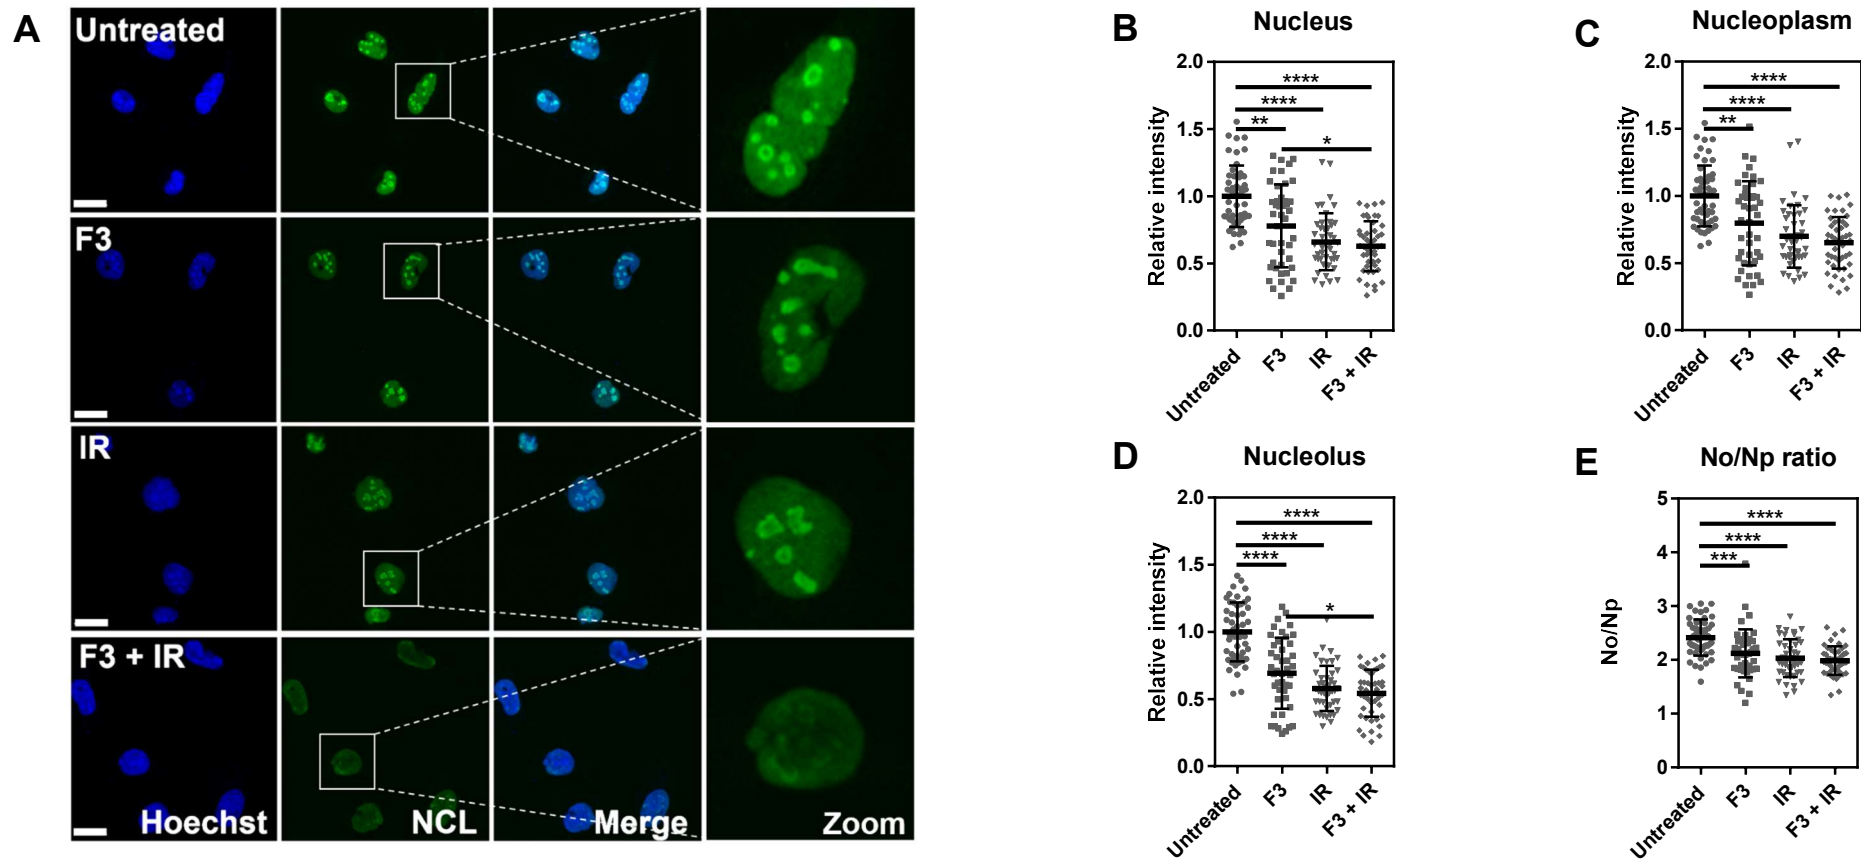 A
Untreated
F3
IR
F3 + IR
Hoechst
NCL
Merge
Zoom
B
Nucleus
Relative intensity
2.0
1.5
1.0
0.5
0.0
****
****
**
*
Untreated
F3
IR
F3 + IR
C
Nucleoplasm
Relative intensity
2.0
1.5
1.0
0.5
0.0
****
****
**
Untreated
F3
IR
F3 + IR
D
Nucleolus
Relative intensity
2.0
1.5
1.0
0.5
0.0
****
****
****
*
Untreated
F3
IR
F3 + IR
E
No/Np ratio
No/Np
5
4
3
2
1
0
****
****
***
Untreated
F3
IR
F3 + IR